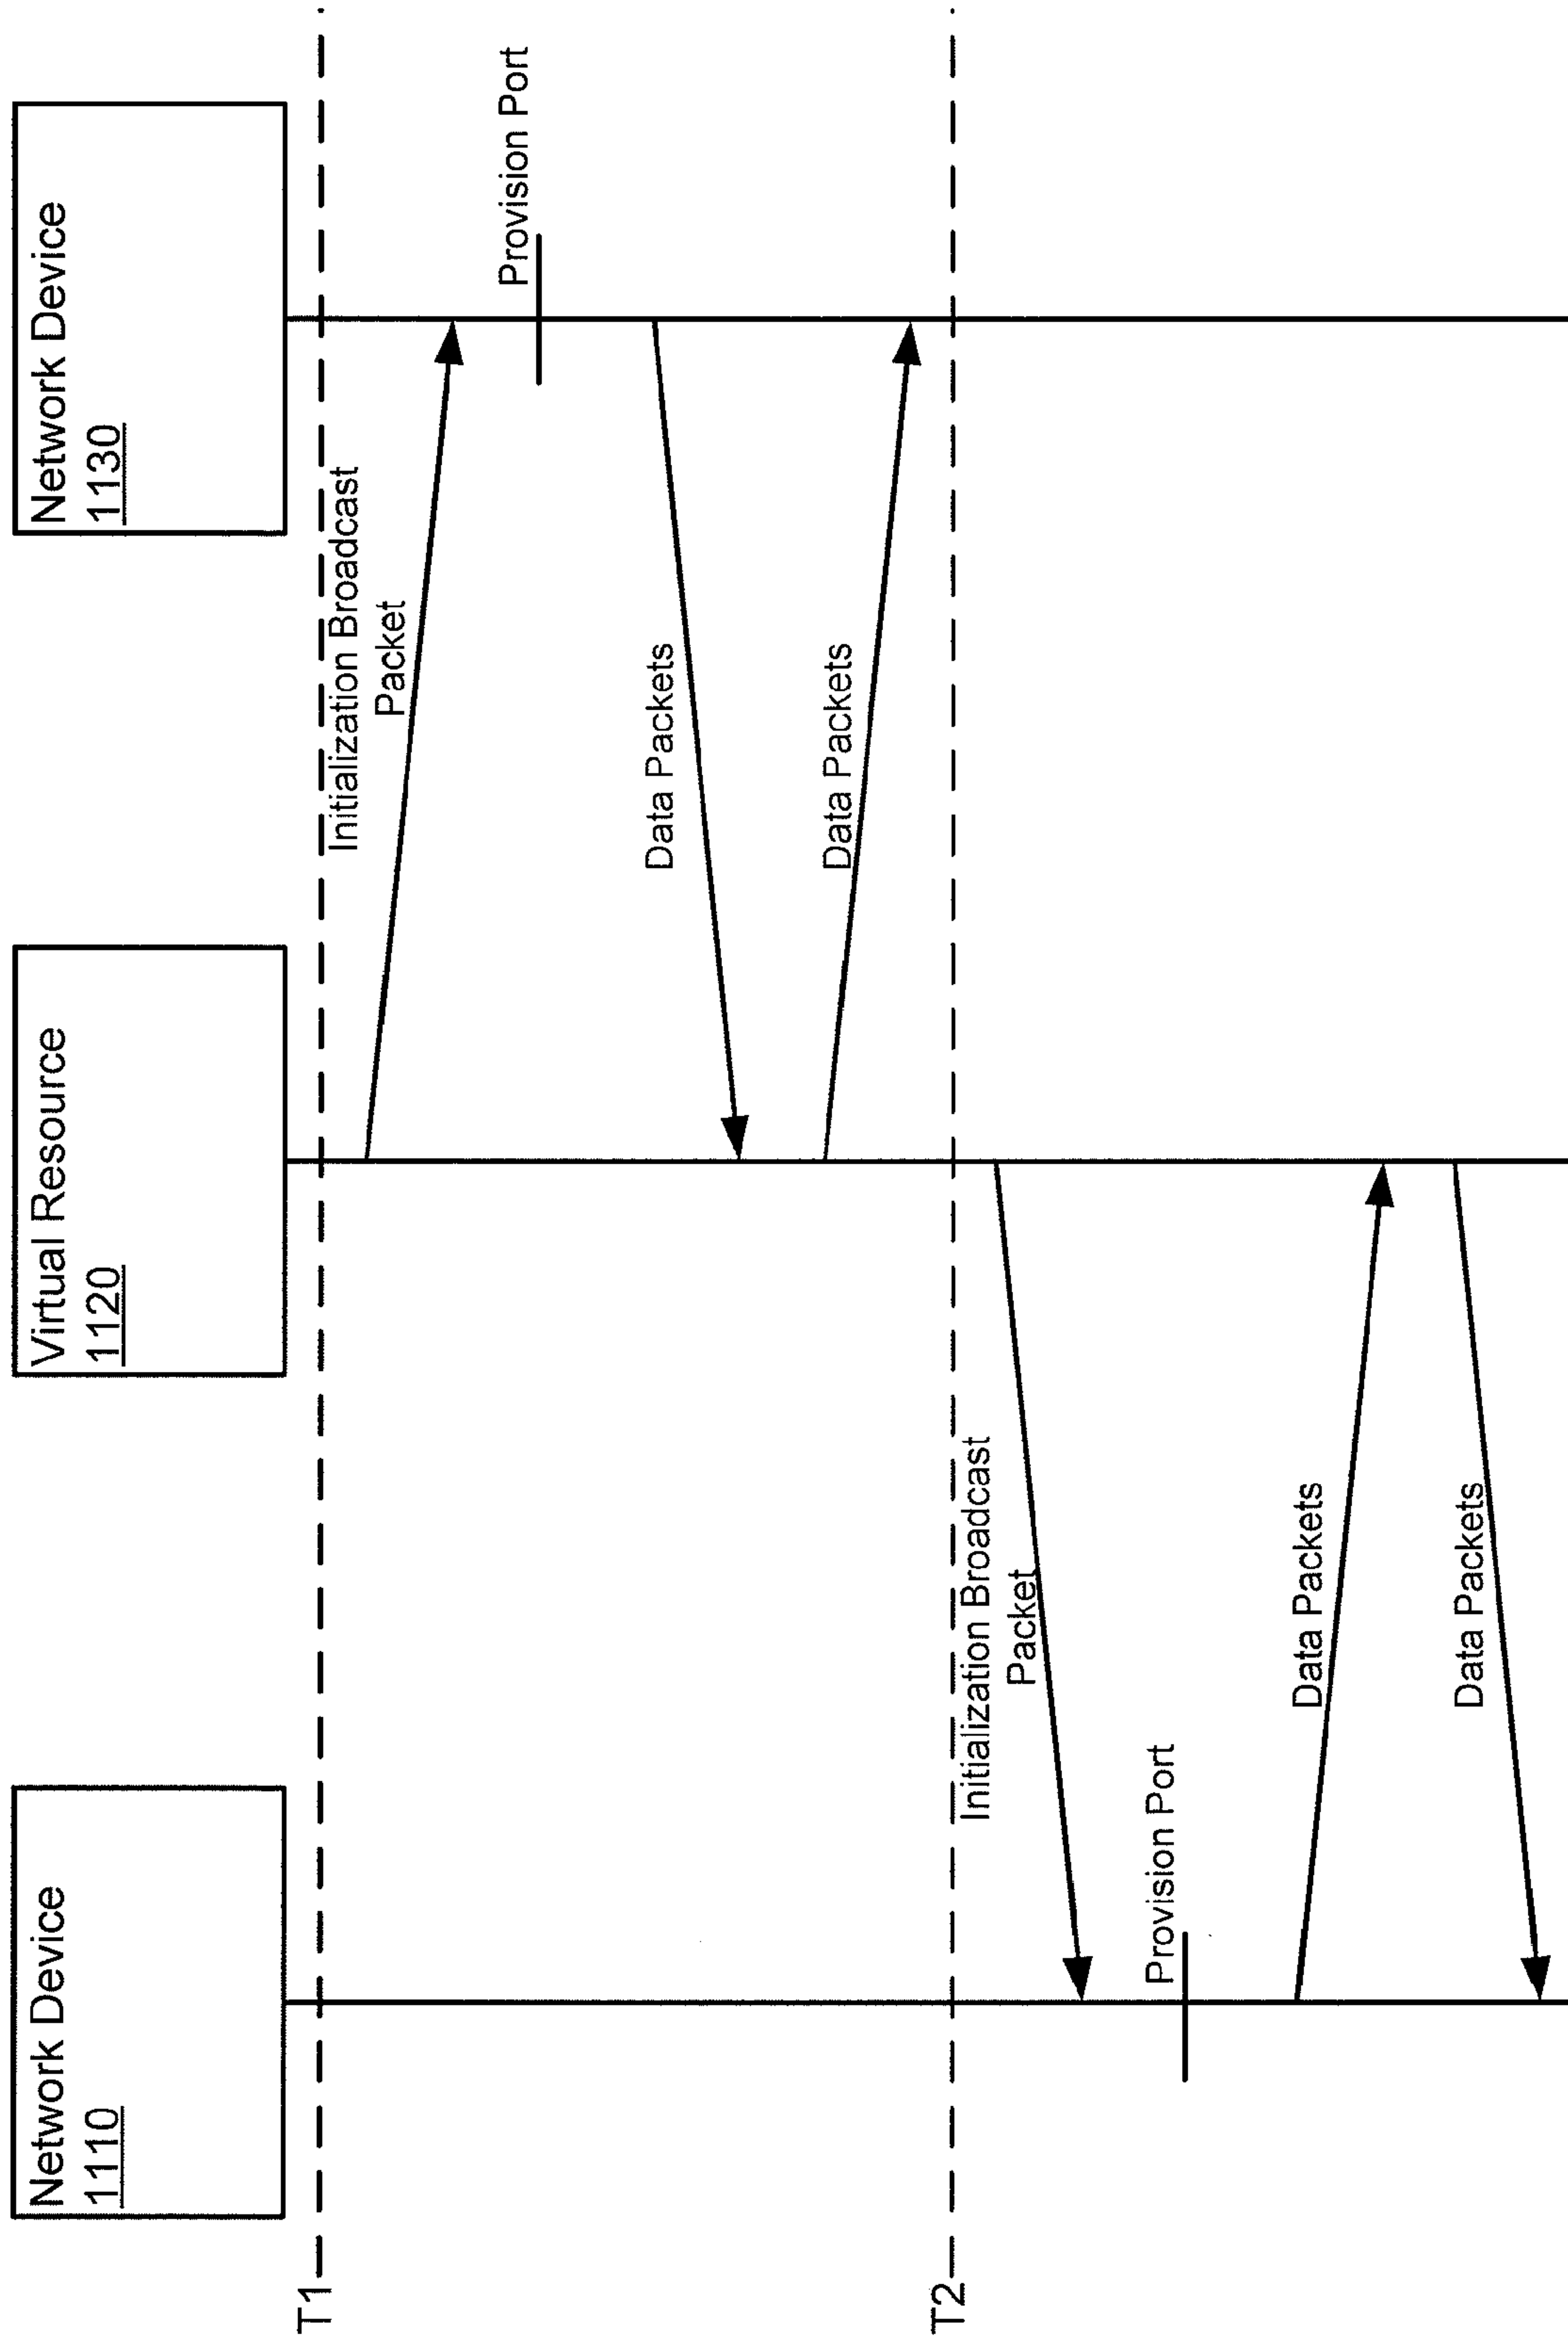 Network Device
1110
Virtual Resource
1120
Network Device
1130
T1
Initialization Broadcast
Packet
Provision Port
Data Packets
Data Packets
T2
Initialization Broadcast
Packet
Provision Port
Data Packets
Data Packets